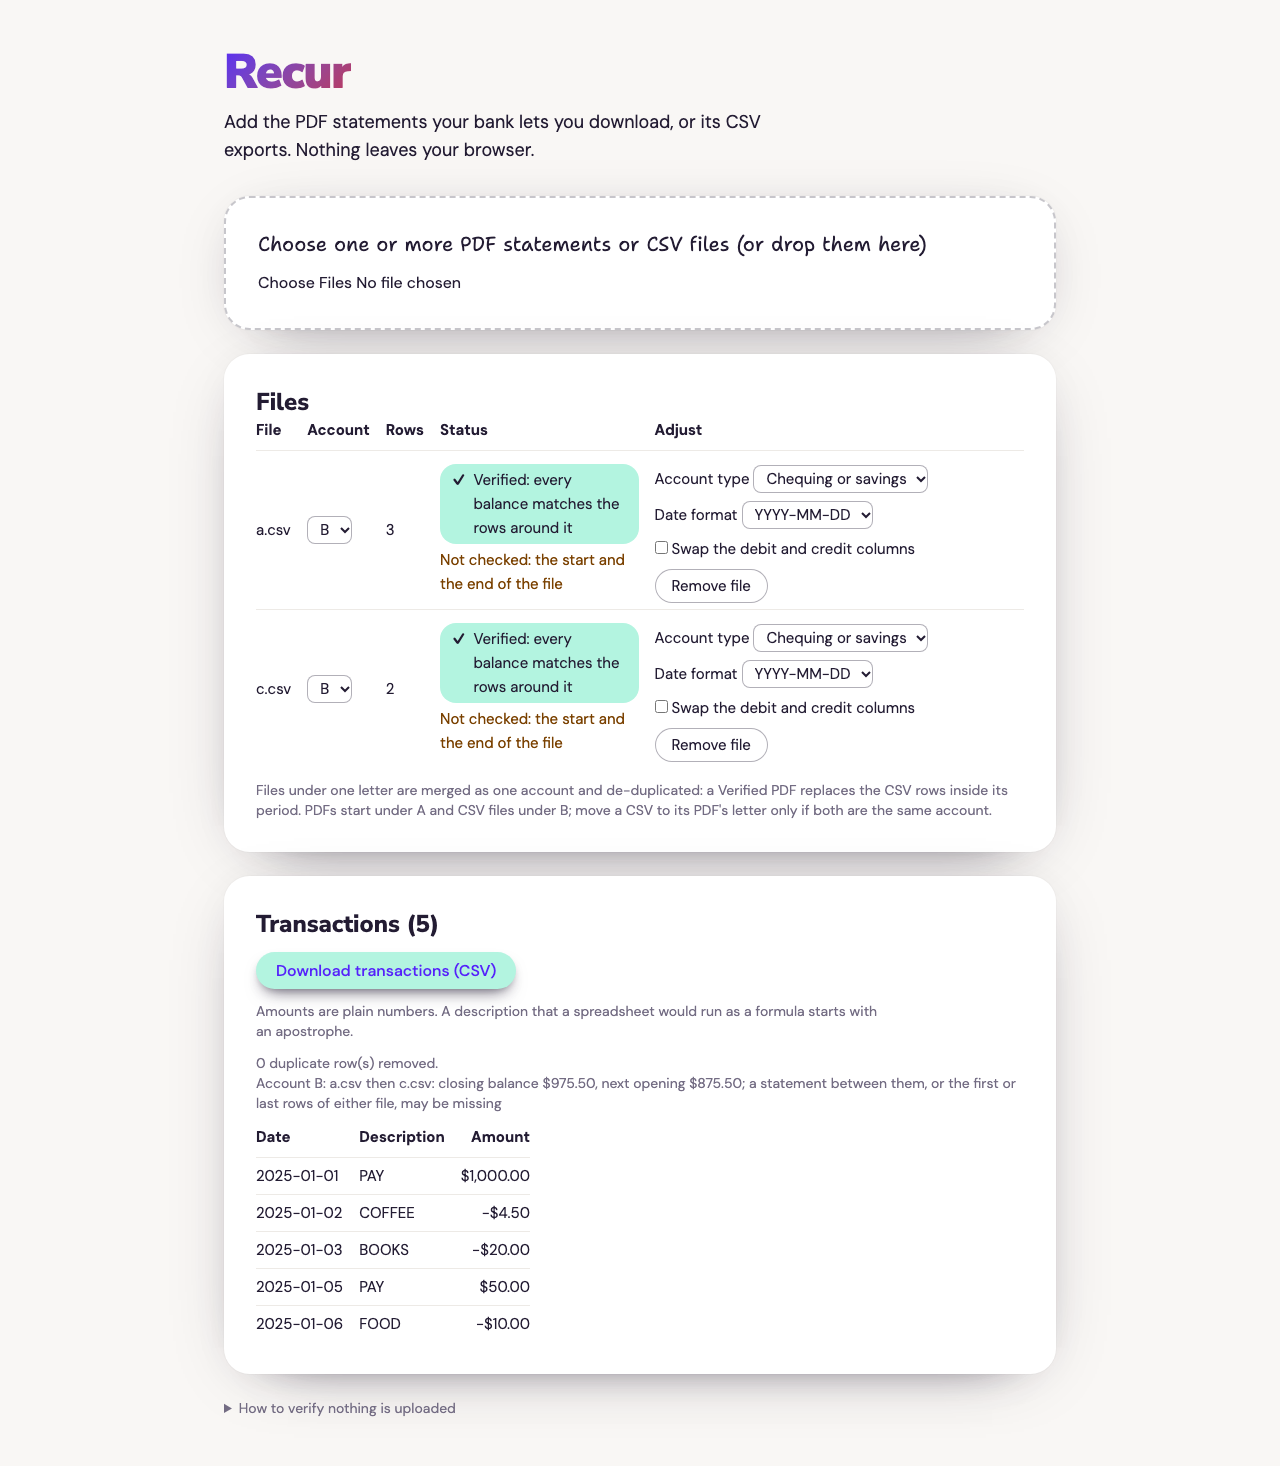 Recur
Add the PDF statements your bank lets you download, or its CSV
exports. Nothing leaves your browser.
Choose one or more PDF statements or CSV files (or drop them here)
Choose Files No file chosen
Files
File Account Rows Status Adjust
a.csv B 3
✔ Verified: every
balance matches the
rows around it
Not checked: the start and
the end of the file
Account type Chequing or savings
Date format YYYY-MM-DD
Swap the debit and credit columns
Remove file
c.csv B 2
✔ Verified: every
balance matches the
rows around it
Not checked: the start and
the end of the file
Account type Chequing or savings
Date format YYYY-MM-DD
Swap the debit and credit columns
Remove file
Files under one letter are merged as one account and de-duplicated: a Verified PDF replaces the CSV rows inside its
period. PDFs start under A and CSV files under B; move a CSV to its PDF's letter only if both are the same account.
Transactions (5)
Download transactions (CSV)
Amounts are plain numbers. A description that a spreadsheet would run as a formula starts with
an apostrophe.
0 duplicate row(s) removed.
Account B: a.csv then c.csv: closing balance $975.50, next opening $875.50; a statement between them, or the first or
last rows of either file, may be missing
Date Description Amount
2025-01-01 PAY $1,000.00
2025-01-02 COFFEE -$4.50
2025-01-03 BOOKS -$20.00
2025-01-05 PAY $50.00
2025-01-06 FOOD -$10.00
▶ How to verify nothing is uploaded